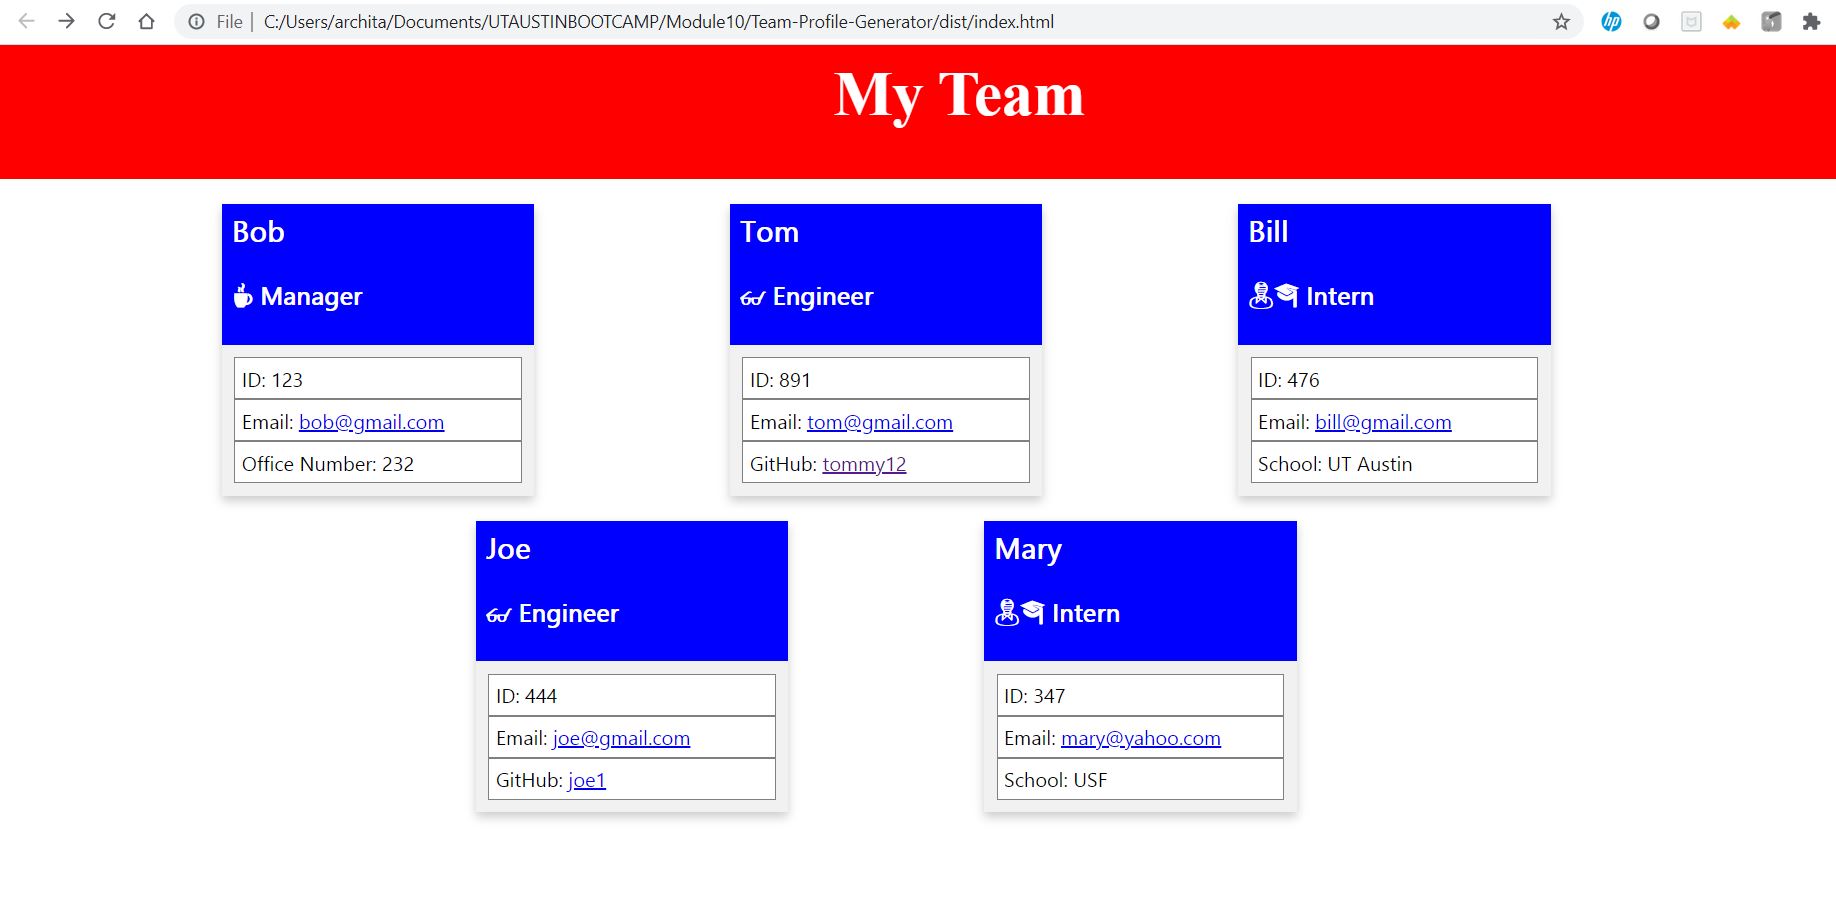 File | C:/Users/archita/Documents/UTAUSTINBOOTCAMP/Module10/Team-Profile-Generator/dist/index.html
hp
My Team
Bob
Manager
ID: 123
Email: bob@gmail.com
Office Number: 232
Tom
Engineer
ID: 891
Email: tom@gmail.com
GitHub: tommy12
Bill
Intern
ID: 476
Email: bill@gmail.com
School: UT Austin
Joe
Engineer
ID: 444
Email: joe@gmail.com
GitHub: joe1
Mary
Intern
ID: 347
Email: mary@yahoo.com
School: USF